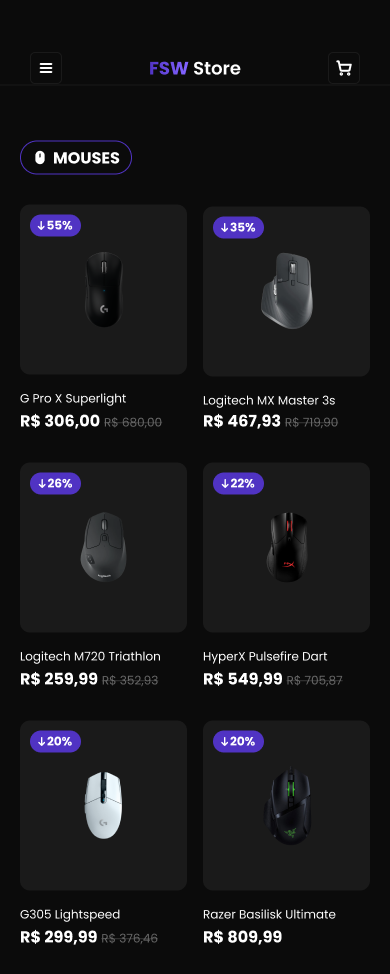 FSW Store
MOUSES
↓55%
↓35%
G Pro X Superlight
R$ 306,00 R$ 680,00
Logitech MX Master 3s
R$ 467,93 R$ 719,90
↓26%
↓22%
Logitech M720 Triathlon
R$ 259,99 R$ 352,93
HyperX Pulsefire Dart
R$ 549,99 R$ 705,87
↓20%
↓20%
G305 Lightspeed
R$ 299,99 R$ 376,46
Razer Basilisk Ultimate
R$ 809,99